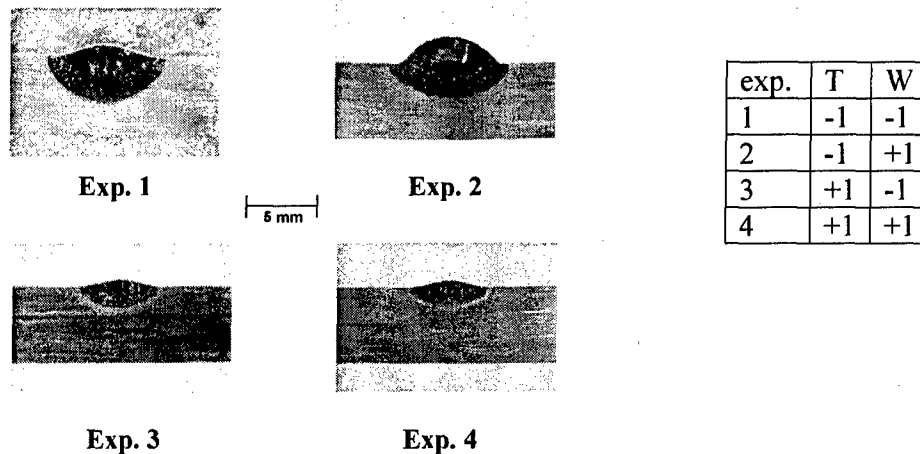 Exp. 1
Exp. 2
5 mm
Exp. 3
Exp. 4
exp. T W
1 -1 -1
2 -1 +1
3 +1 -1
4 +1 +1